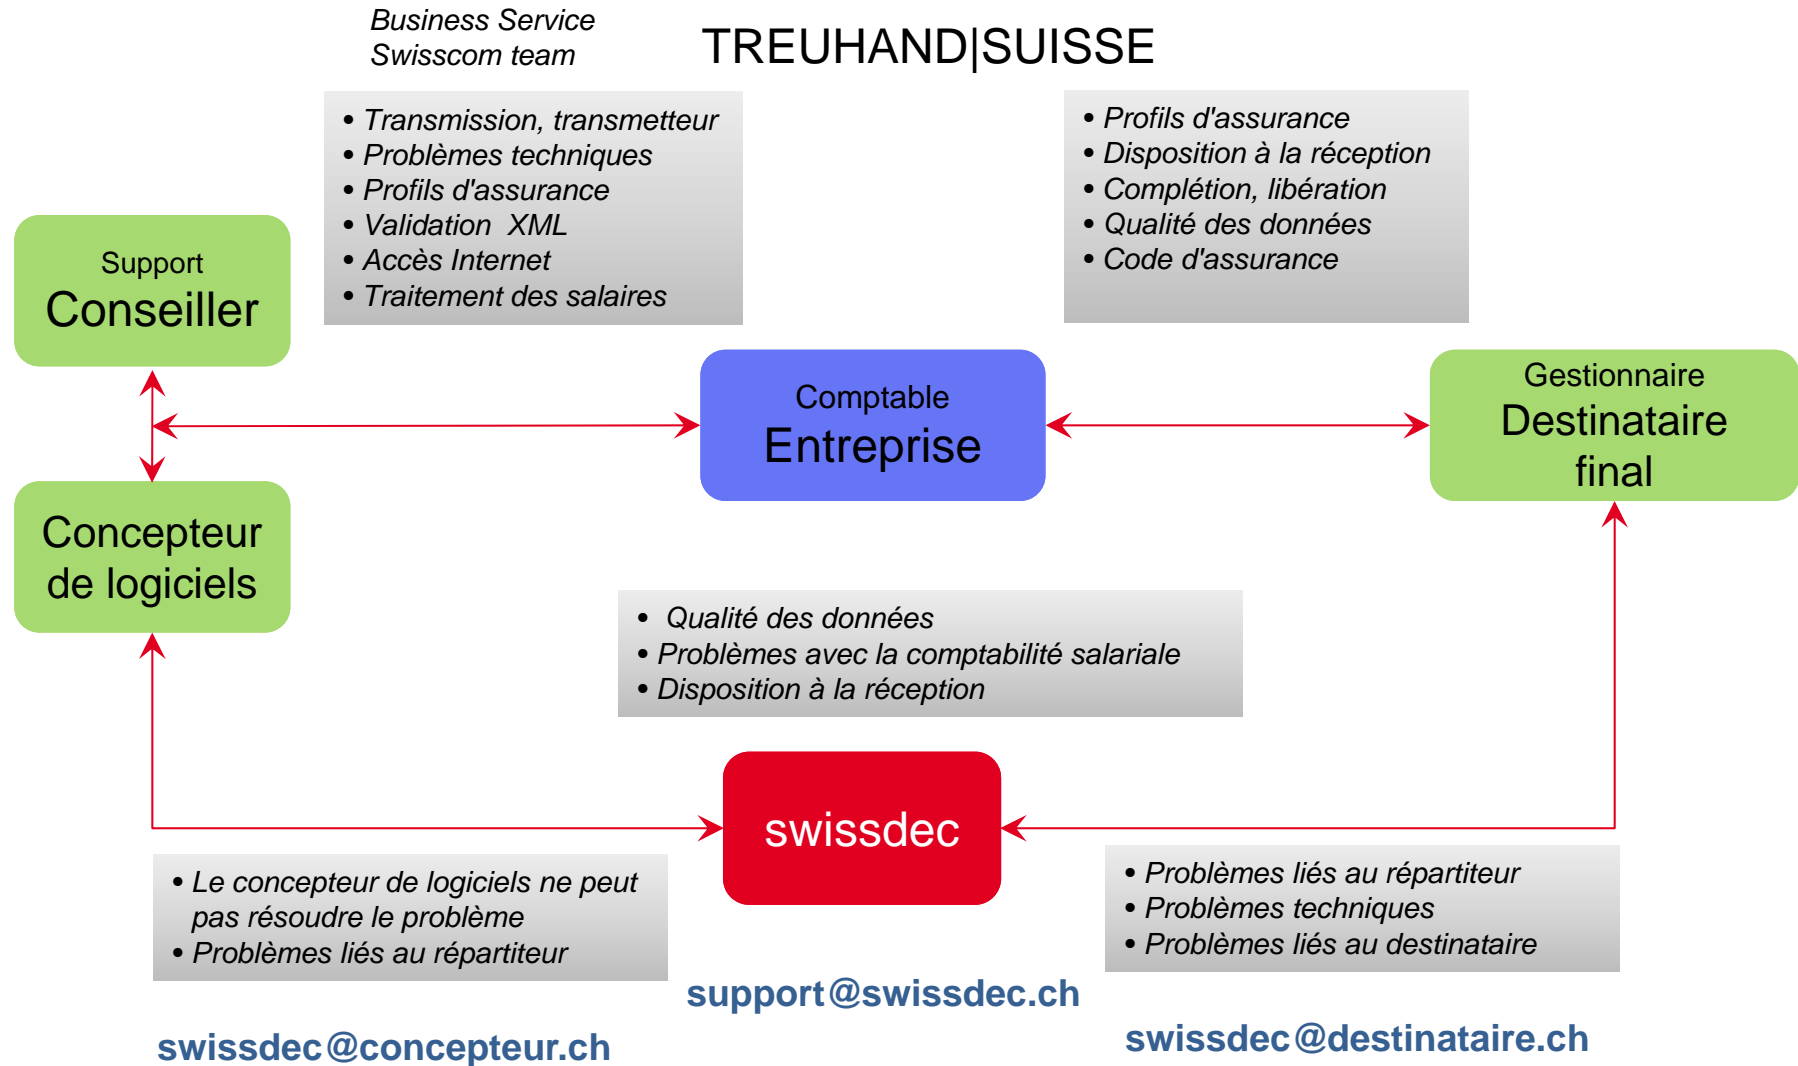 Business Service
Swisscom team
TREUHAND|SUISSE
• Transmission, transmetteur
• Problèmes techniques
• Profils d'assurance
• Validation  XML
• Accès Internet
• Traitement des salaires
• Profils d'assurance
• Disposition à la réception
• Complétion, libération
• Qualité des données
• Code d'assurance
Support
Conseiller
Comptable
Entreprise
Gestionnaire
Destinataire
final
Concepteur
de logiciels
• Qualité des données
• Problèmes avec la comptabilité salariale
• Disposition à la réception
swissdec
• Le concepteur de logiciels ne peut
pas résoudre le problème
• Problèmes liés au répartiteur
• Problèmes liés au répartiteur
• Problèmes techniques
• Problèmes liés au destinataire
support@swissdec.ch
swissdec@concepteur.ch
swissdec@destinataire.ch